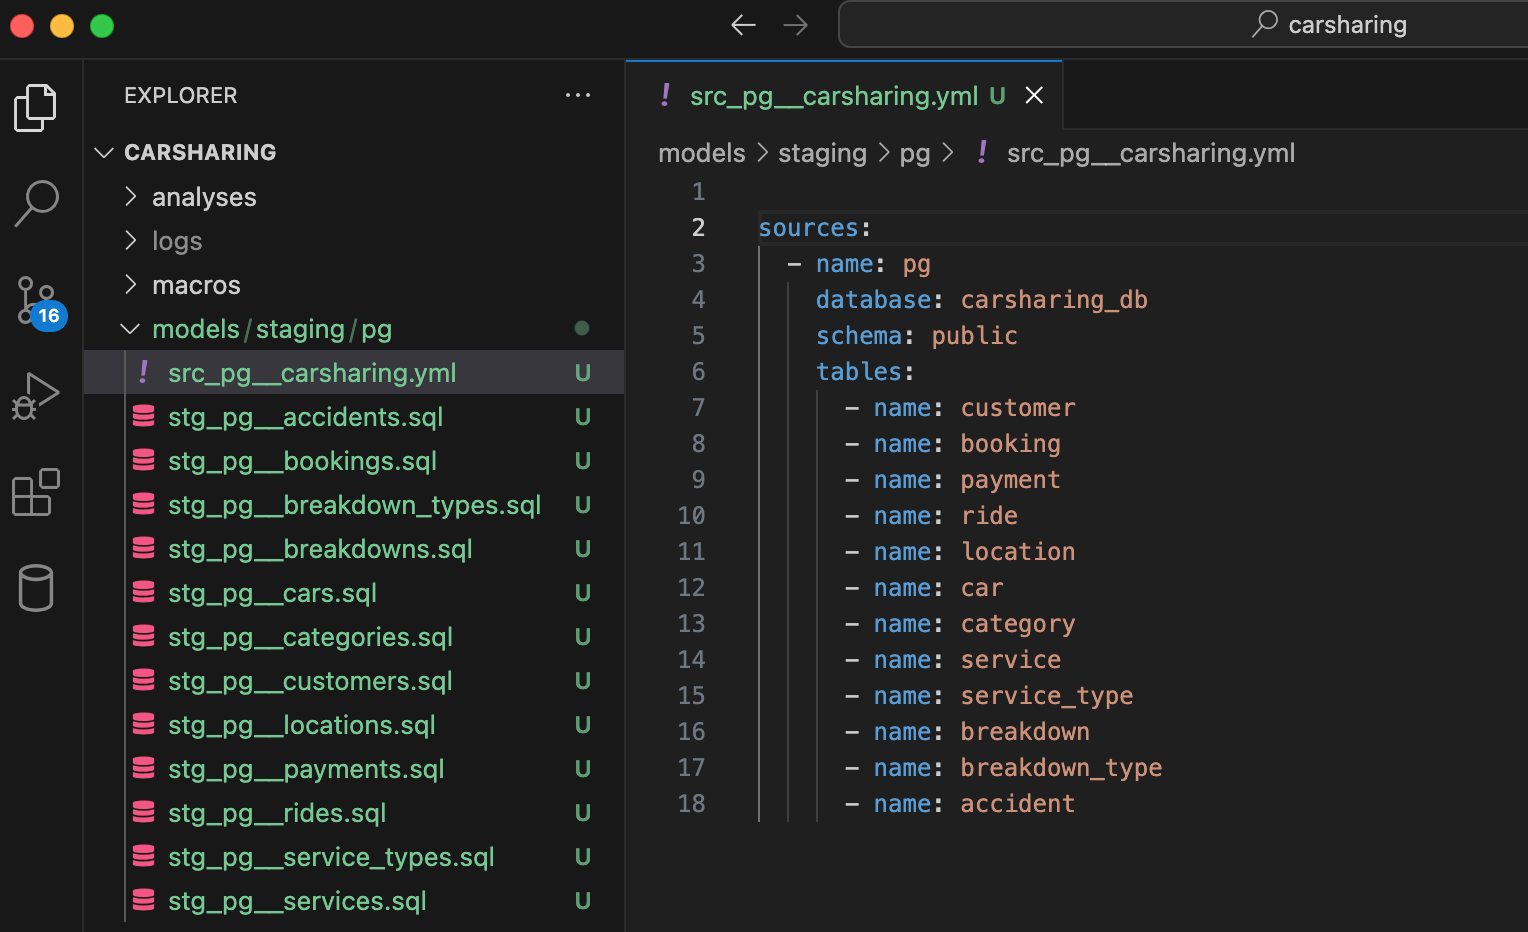 carsharing
EXPLORER
CARSHARING
analyses
logs
macros
models/staging/pg
! src_pg__carsharing.yml U
stg_pg__accidents.sql U
stg_pg__bookings.sql U
stg_pg__breakdown_types.sql U
stg_pg__breakdowns.sql U
stg_pg__cars.sql U
stg_pg__categories.sql U
stg_pg__customers.sql U
stg_pg__locations.sql U
stg_pg__payments.sql U
stg_pg__rides.sql U
stg_pg__service_types.sql U
stg_pg__services.sql U
16
! src_pg__carsharing.yml U
models > staging > pg > ! src_pg__carsharing.yml
1
2 sources:
3   - name: pg
4     database: carsharing_db
5     schema: public
6     tables:
7       - name: customer
8       - name: booking
9       - name: payment
10       - name: ride
11       - name: location
12       - name: car
13       - name: category
14       - name: service
15       - name: service_type
16       - name: breakdown
17       - name: breakdown_type
18       - name: accident